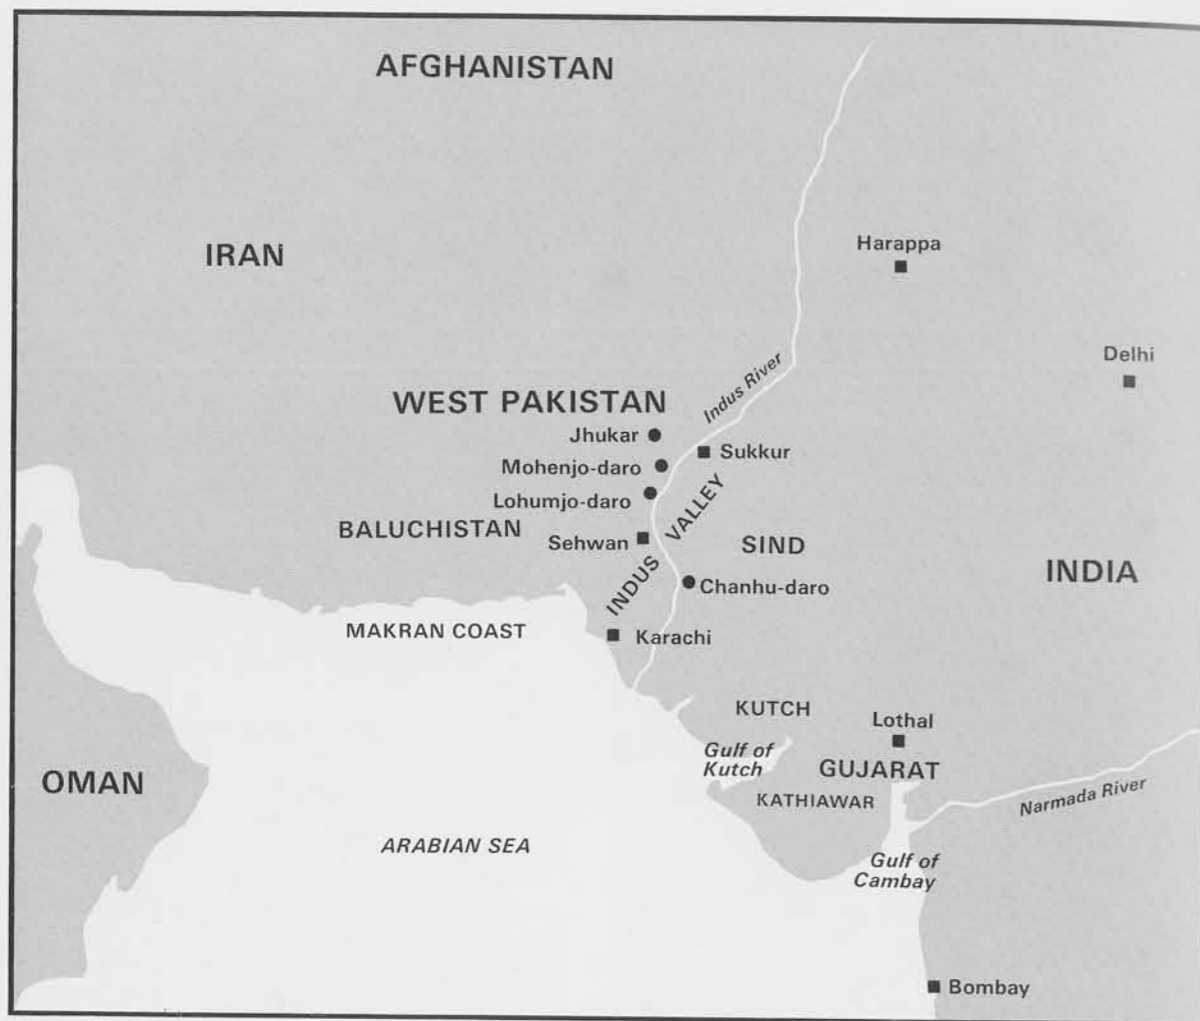 AFGHANISTAN
IRAN
Harappa
Delhi
Indus River
WEST PAKISTAN
Jhukar
Sukkur
Mohenjo-daro
Lohumjo-daro
BALUCHISTAN
INDUS VALLEY
Sehwan
SIND
INDIA
Chanhu-daro
MAKRAN COAST
Karachi
KUTCH
Lothal
Gulf of
Kutch
GUJARAT
OMAN
KATHIAWAR
Narmada River
ARABIAN SEA
Gulf of
Cambay
Bombay